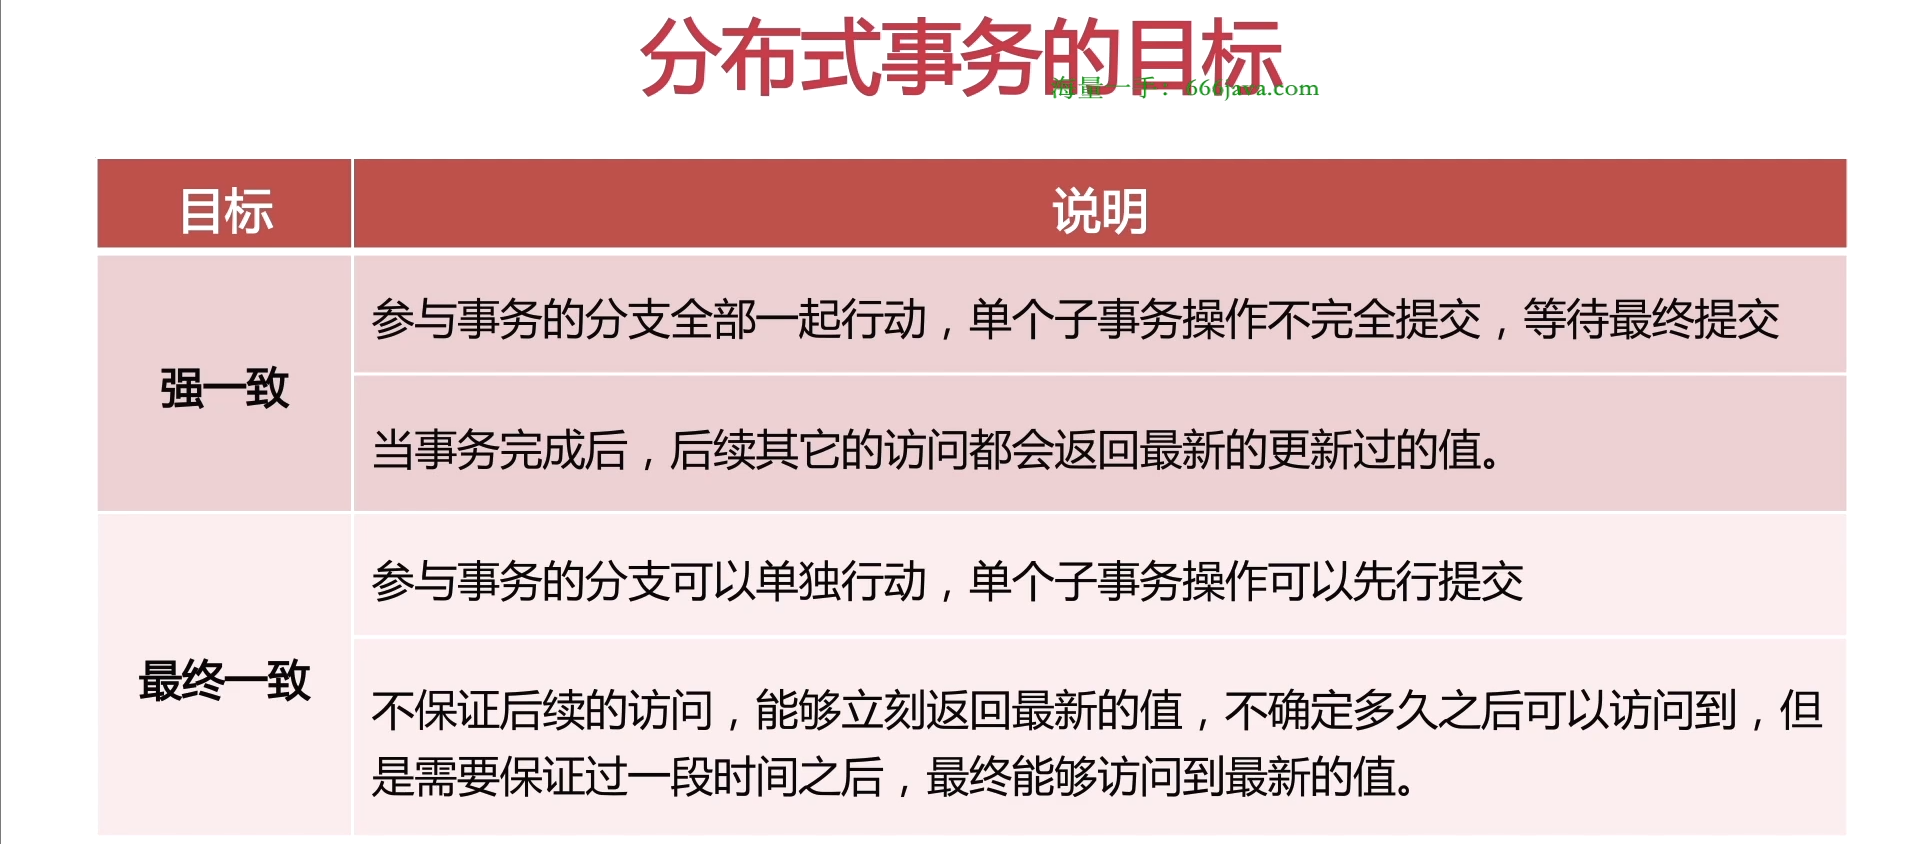 分布式事务的目标
海量一手：666java.com
目标
说明
强一致
参与事务的分支全部一起行动，单个子事务操作不完全提交，等待最终提交
当事务完成后，后续其它的访问都会返回最新的更新过的值。
最终一致
参与事务的分支可以单独行动，单个子事务操作可以先行提交
不保证后续的访问，能够立刻返回最新的值，不确定多久之后可以访问到，但
是需要保证过一段时间之后，最终能够访问到最新的值。